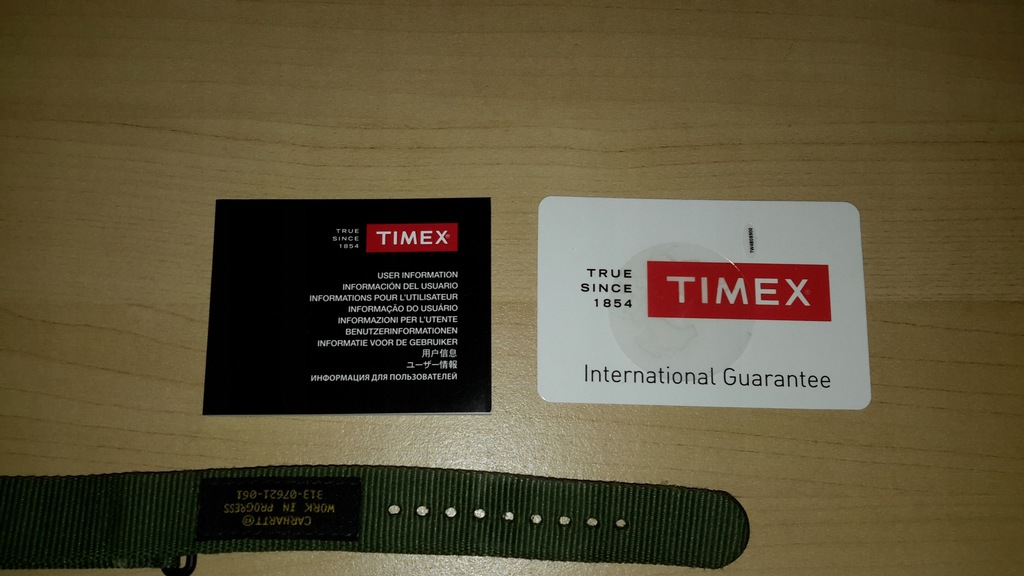 TRUE
SINCE
1854
TIMEX
USER INFORMATION
INFORMACIÓN DEL USUARIO
INFORMATIONS POUR L'UTILISATEUR
INFORMAÇÃO DO USUÁRIO
INFORMAZIONI PER L'UTENTE
BENUTZERINFORMATIONEN
INFORMATIE VOOR DE GEBRUIKER
用户信息
ユーザー情報
ИНФОРМАЦИЯ ДЛЯ ПОЛЬЗОВАТЕЛЕЙ
TRUE
SINCE
1854
TIMEX
International Guarantee
CARHARTT®
WORK IN PROGRESS
313-07621-061